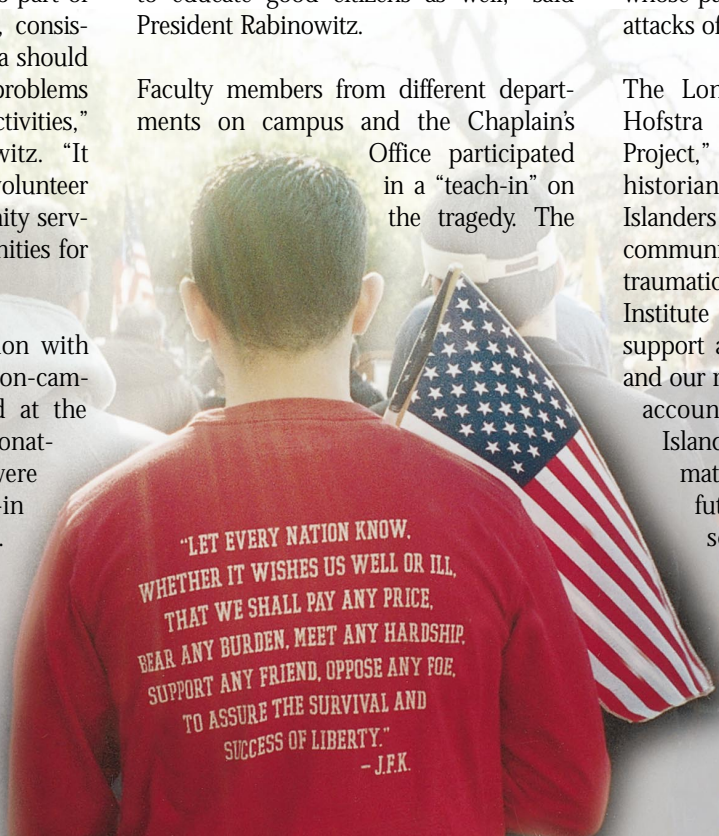 s part of
, consis-
a should
problems
ctivities,”
witz. “It
volunteer
nity serv-
nities for
ion with
on-cam-
d at the
onat-
were
-in
.
to educate good citizens as well,” said
President Rabinowitz.
Faculty members from different depart-
ments on campus and the Chaplain’s
Office participated
in a “teach-in” on
the tragedy. The
“LET EVERY NATION KNOW,
WHETHER IT WISHES US WELL OR ILL,
THAT WE SHALL PAY ANY PRICE,
BEAR ANY BURDEN, MEET ANY HARDSHIP,
SUPPORT ANY FRIEND, OPPOSE ANY FOE,
TO ASSURE THE SURVIVAL AND
SUCCESS OF LIBERTY.”
– J.F.K.
whose pa
attacks of
The Lon
Hofstra
Project,”
historian
Islanders
communi
traumatic
Institute
support a
and our
accoun
Island
mat
fut
s